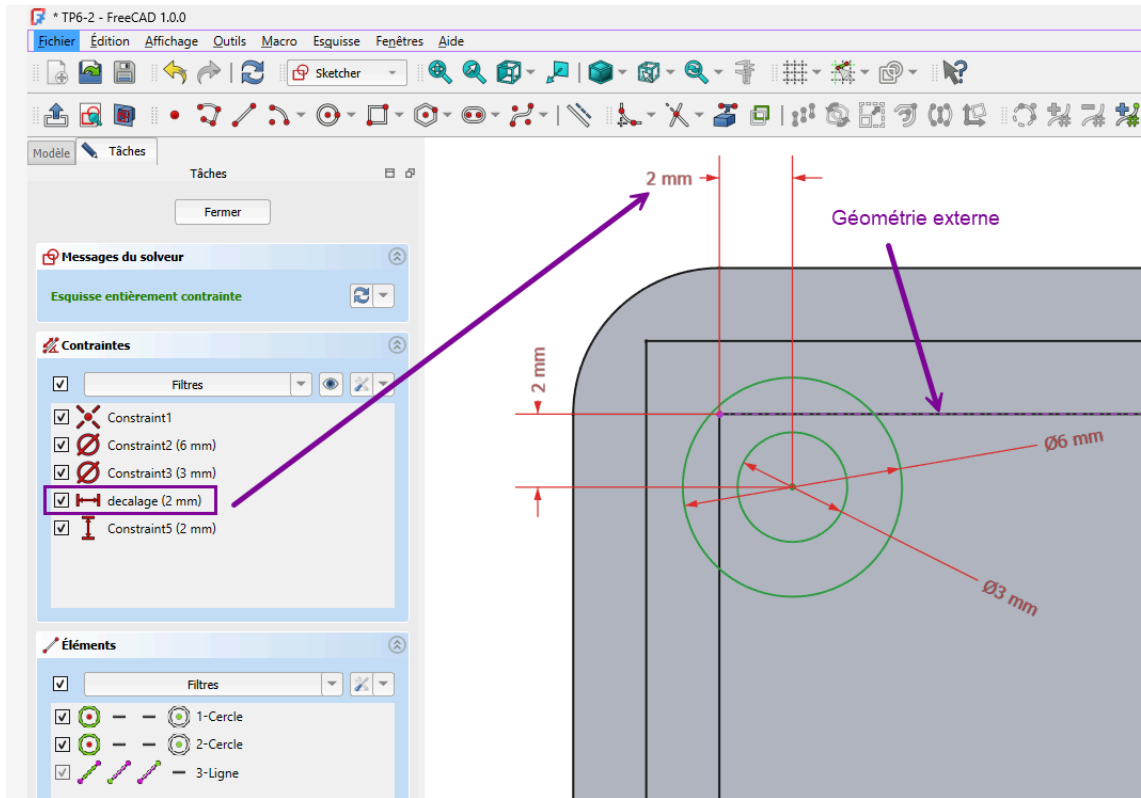 * TP6-2 - FreeCAD 1.0.0
Fichier Édition Affichage Outils Macro Esquisse Fenêtres Aide
Sketcher
Modèle Tâches
Tâches
Fermer
Messages du solveur
Esquisse entièrement contrainte
Contraintes
Filtres
Constraint1
Constraint2 (6 mm)
Constraint3 (3 mm)
decalage (2 mm)
Constraint5 (2 mm)
Éléments
Filtres
1-Cercle
2-Cercle
3-Ligne
2 mm
Géométrie externe
2 mm
Ø6 mm
Ø3 mm